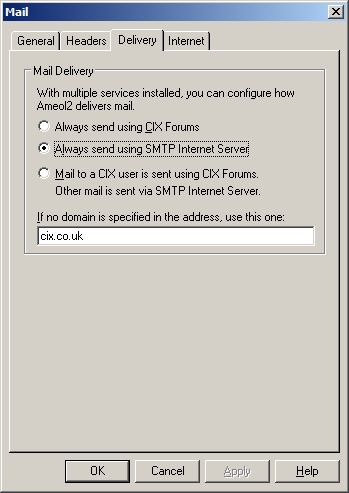 Mail
General Headers Delivery Internet
Mail Delivery
With multiple services installed, you can configure how
Ameol2 delivers mail.
Always send using CIX Forums
Always send using SMTP Internet Server
Mail to a CIX user is sent using CIX Forums.
Other mail is sent via SMTP Internet Server.
If no domain is specified in the address, use this one:
cix.co.uk
OK Cancel Apply Help